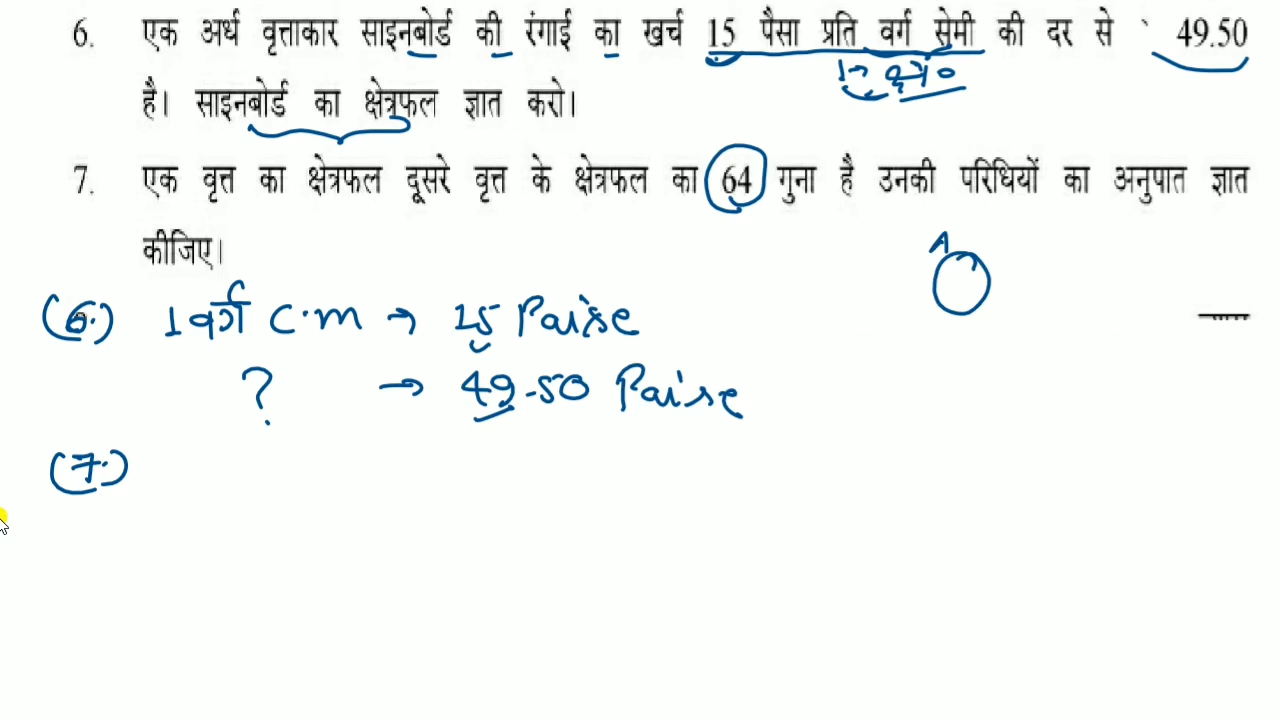 6. एक अर्ध वृत्ताकार साइनबोर्ड की रंगाई का खर्च 15 पैसा प्रति वर्ग सेमी की दर से ` 49.50
1→
है। साइनबोर्ड का क्षेत्रफल ज्ञात करो।
7. एक वृत्त का क्षेत्रफल दूसरे वृत्त के क्षेत्रफल का 64 गुना है उनकी परिधियों का अनुपात ज्ञात
कीजिए।
A
(6.) 1 वर्ग C.m → 15 Paise
? → 49.50 Paise
(7.)